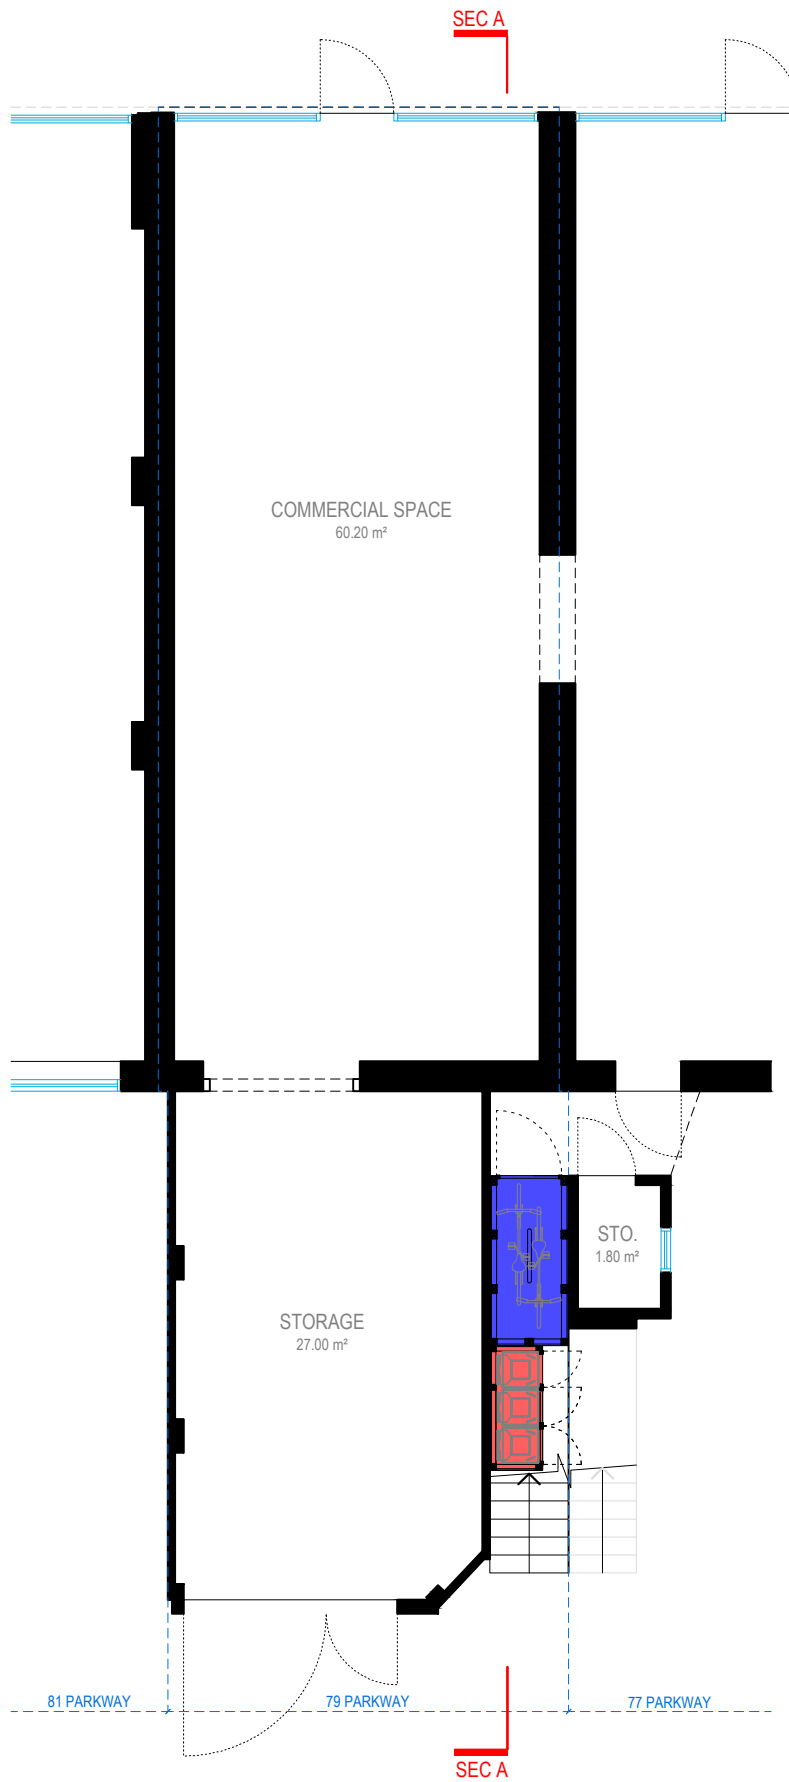 SEC A
COMMERCIAL SPACE
60.20 m²
STO.
1.80 m²
STORAGE
27.00 m²
81 PARKWAY
79 PARKWAY
77 PARKWAY
SEC A